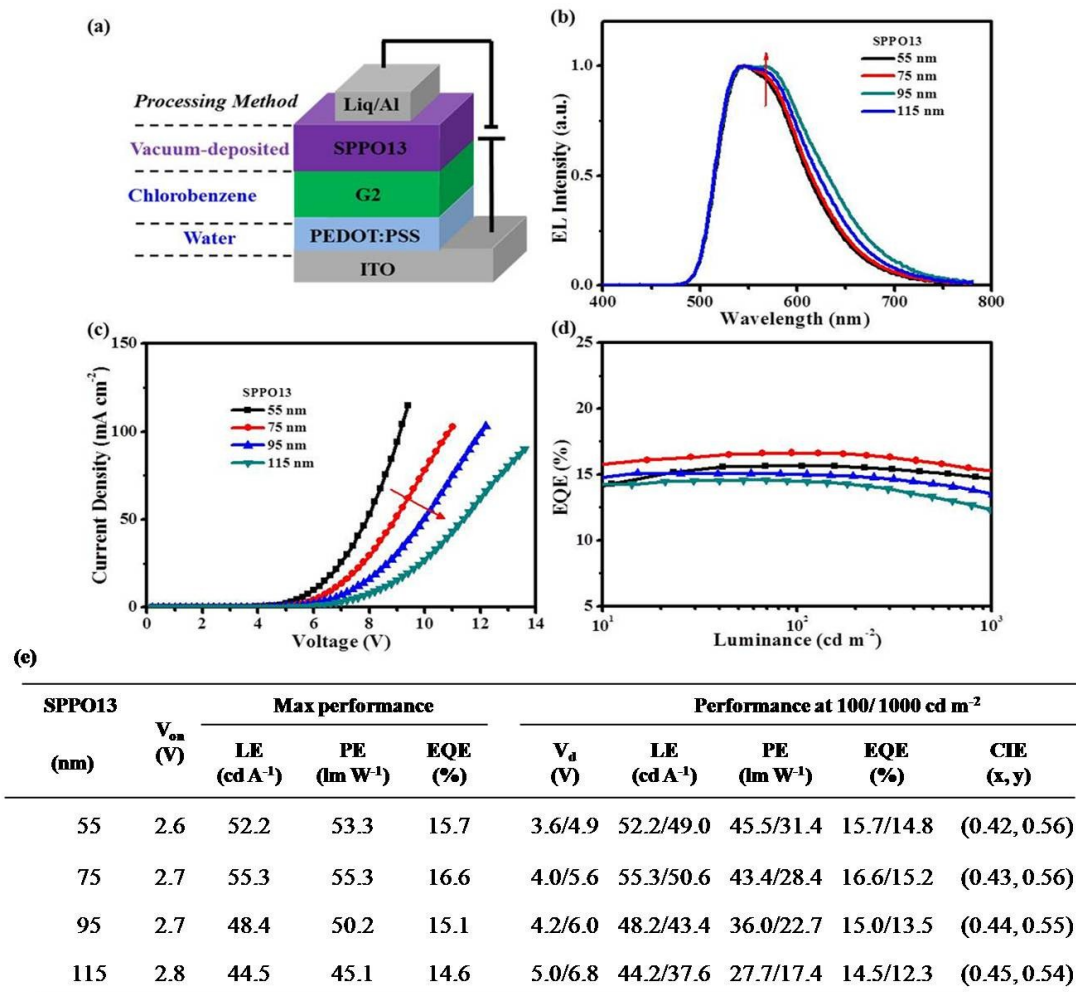 (a)
Processing Method
Liq/Al
Vacuum-deposited
SPPO13
Chlorobenzene
G2
Water
PEDOT:PSS
ITO
(b)
SPPO13
55 nm
75 nm
95 nm
115 nm
1.0
0.5
0.0
EL Intensity (a.u.)
400 500 600 700 800
Wavelength (nm)
(c)
150
100
50
0
Current Density (mA cm-2)
SPPO13
55 nm
75 nm
95 nm
115 nm
0 2 4 6 8 10 12 14
Voltage (V)
(d)
25
20
15
10
5
EQE (%)
10¹ 10² 10³
Luminance (cd m-2)
(e)
SPPO13 Max performance Performance at 100/ 1000 cd m-2
(nm) Von (V) LE (cd A-1) PE (lm W-1) EQE (%) Vd (V) LE (cd A-1) PE (lm W-1) EQE (%) CIE (x, y)
55 2.6 52.2 53.3 15.7 3.6/4.9 52.2/49.0 45.5/31.4 15.7/14.8 (0.42, 0.56)
75 2.7 55.3 55.3 16.6 4.0/5.6 55.3/50.6 43.4/28.4 16.6/15.2 (0.43, 0.56)
95 2.7 48.4 50.2 15.1 4.2/6.0 48.2/43.4 36.0/22.7 15.0/13.5 (0.44, 0.55)
115 2.8 44.5 45.1 14.6 5.0/6.8 44.2/37.6 27.7/17.4 14.5/12.3 (0.45, 0.54)